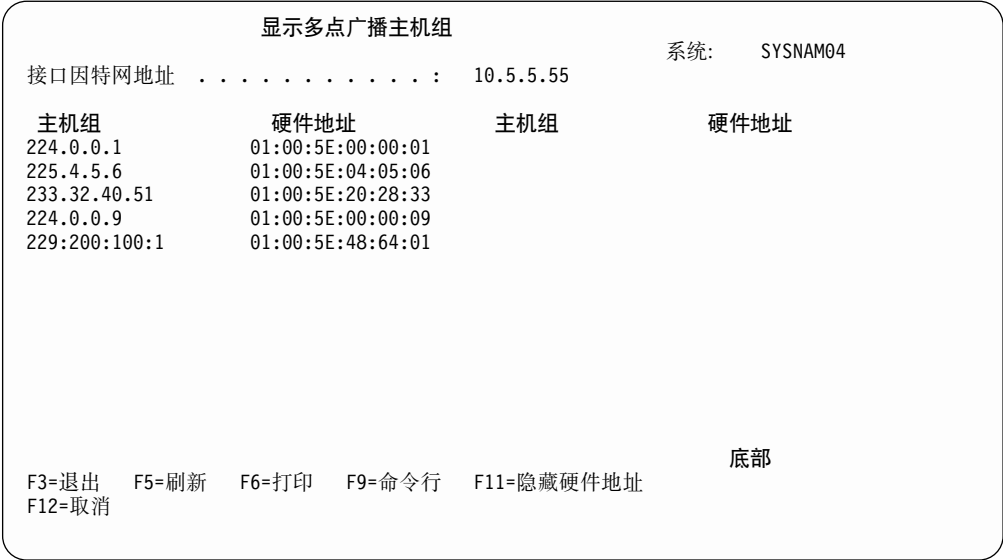 显示多点广播主机组
系统:    SYSNAM04
接口因特网地址 . . . . . . . . . . . . :   10.5.5.55
主机组    硬件地址    主机组    硬件地址
224.0.0.1    01:00:5E:00:00:01
225.4.5.6    01:00:5E:04:05:06
233.32.40.51    01:00:5E:20:28:33
224.0.0.9    01:00:5E:00:00:09
229:200:100:1    01:00:5E:48:64:01
底部
F3=退出   F5=刷新   F6=打印   F9=命令行   F11=隐藏硬件地址
F12=取消